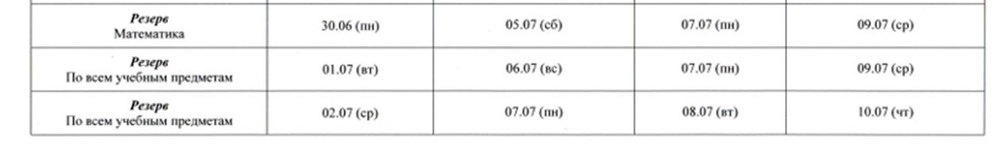 Резерв
Математика
30.06 (пн)
05.07 (сб)
07.07 (пн)
09.07 (ср)
Резерв
По всем учебным предметам
01.07 (вт)
06.07 (вс)
07.07 (пн)
09.07 (ср)
Резерв
По всем учебным предметам
02.07 (ср)
07.07 (пн)
08.07 (вт)
10.07 (чт)